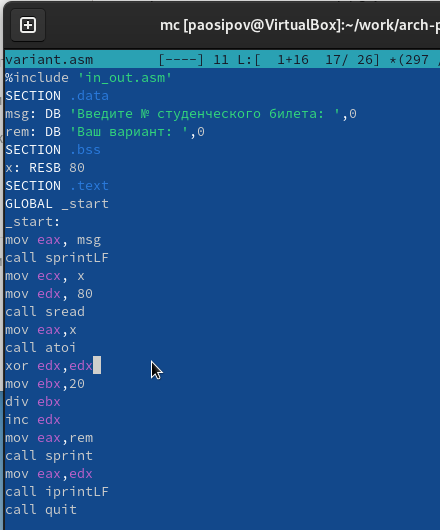 mc [paosipov@VirtualBox]:~/work/arch-p
variant.asm [----] 11 L:[ 1+16 17/ 26] *(297 /
%include 'in_out.asm'
SECTION .data
msg: DB 'Введите № студенческого билета: ',0
rem: DB 'Ваш вариант: ',0
SECTION .bss
x: RESB 80
SECTION .text
GLOBAL _start
_start:
mov eax, msg
call sprintLF
mov ecx, x
mov edx, 80
call sread
mov eax,x
call atoi
xor edx,edx
mov ebx,20
div ebx
inc edx
mov eax,rem
call sprint
mov eax,edx
call iprintLF
call quit